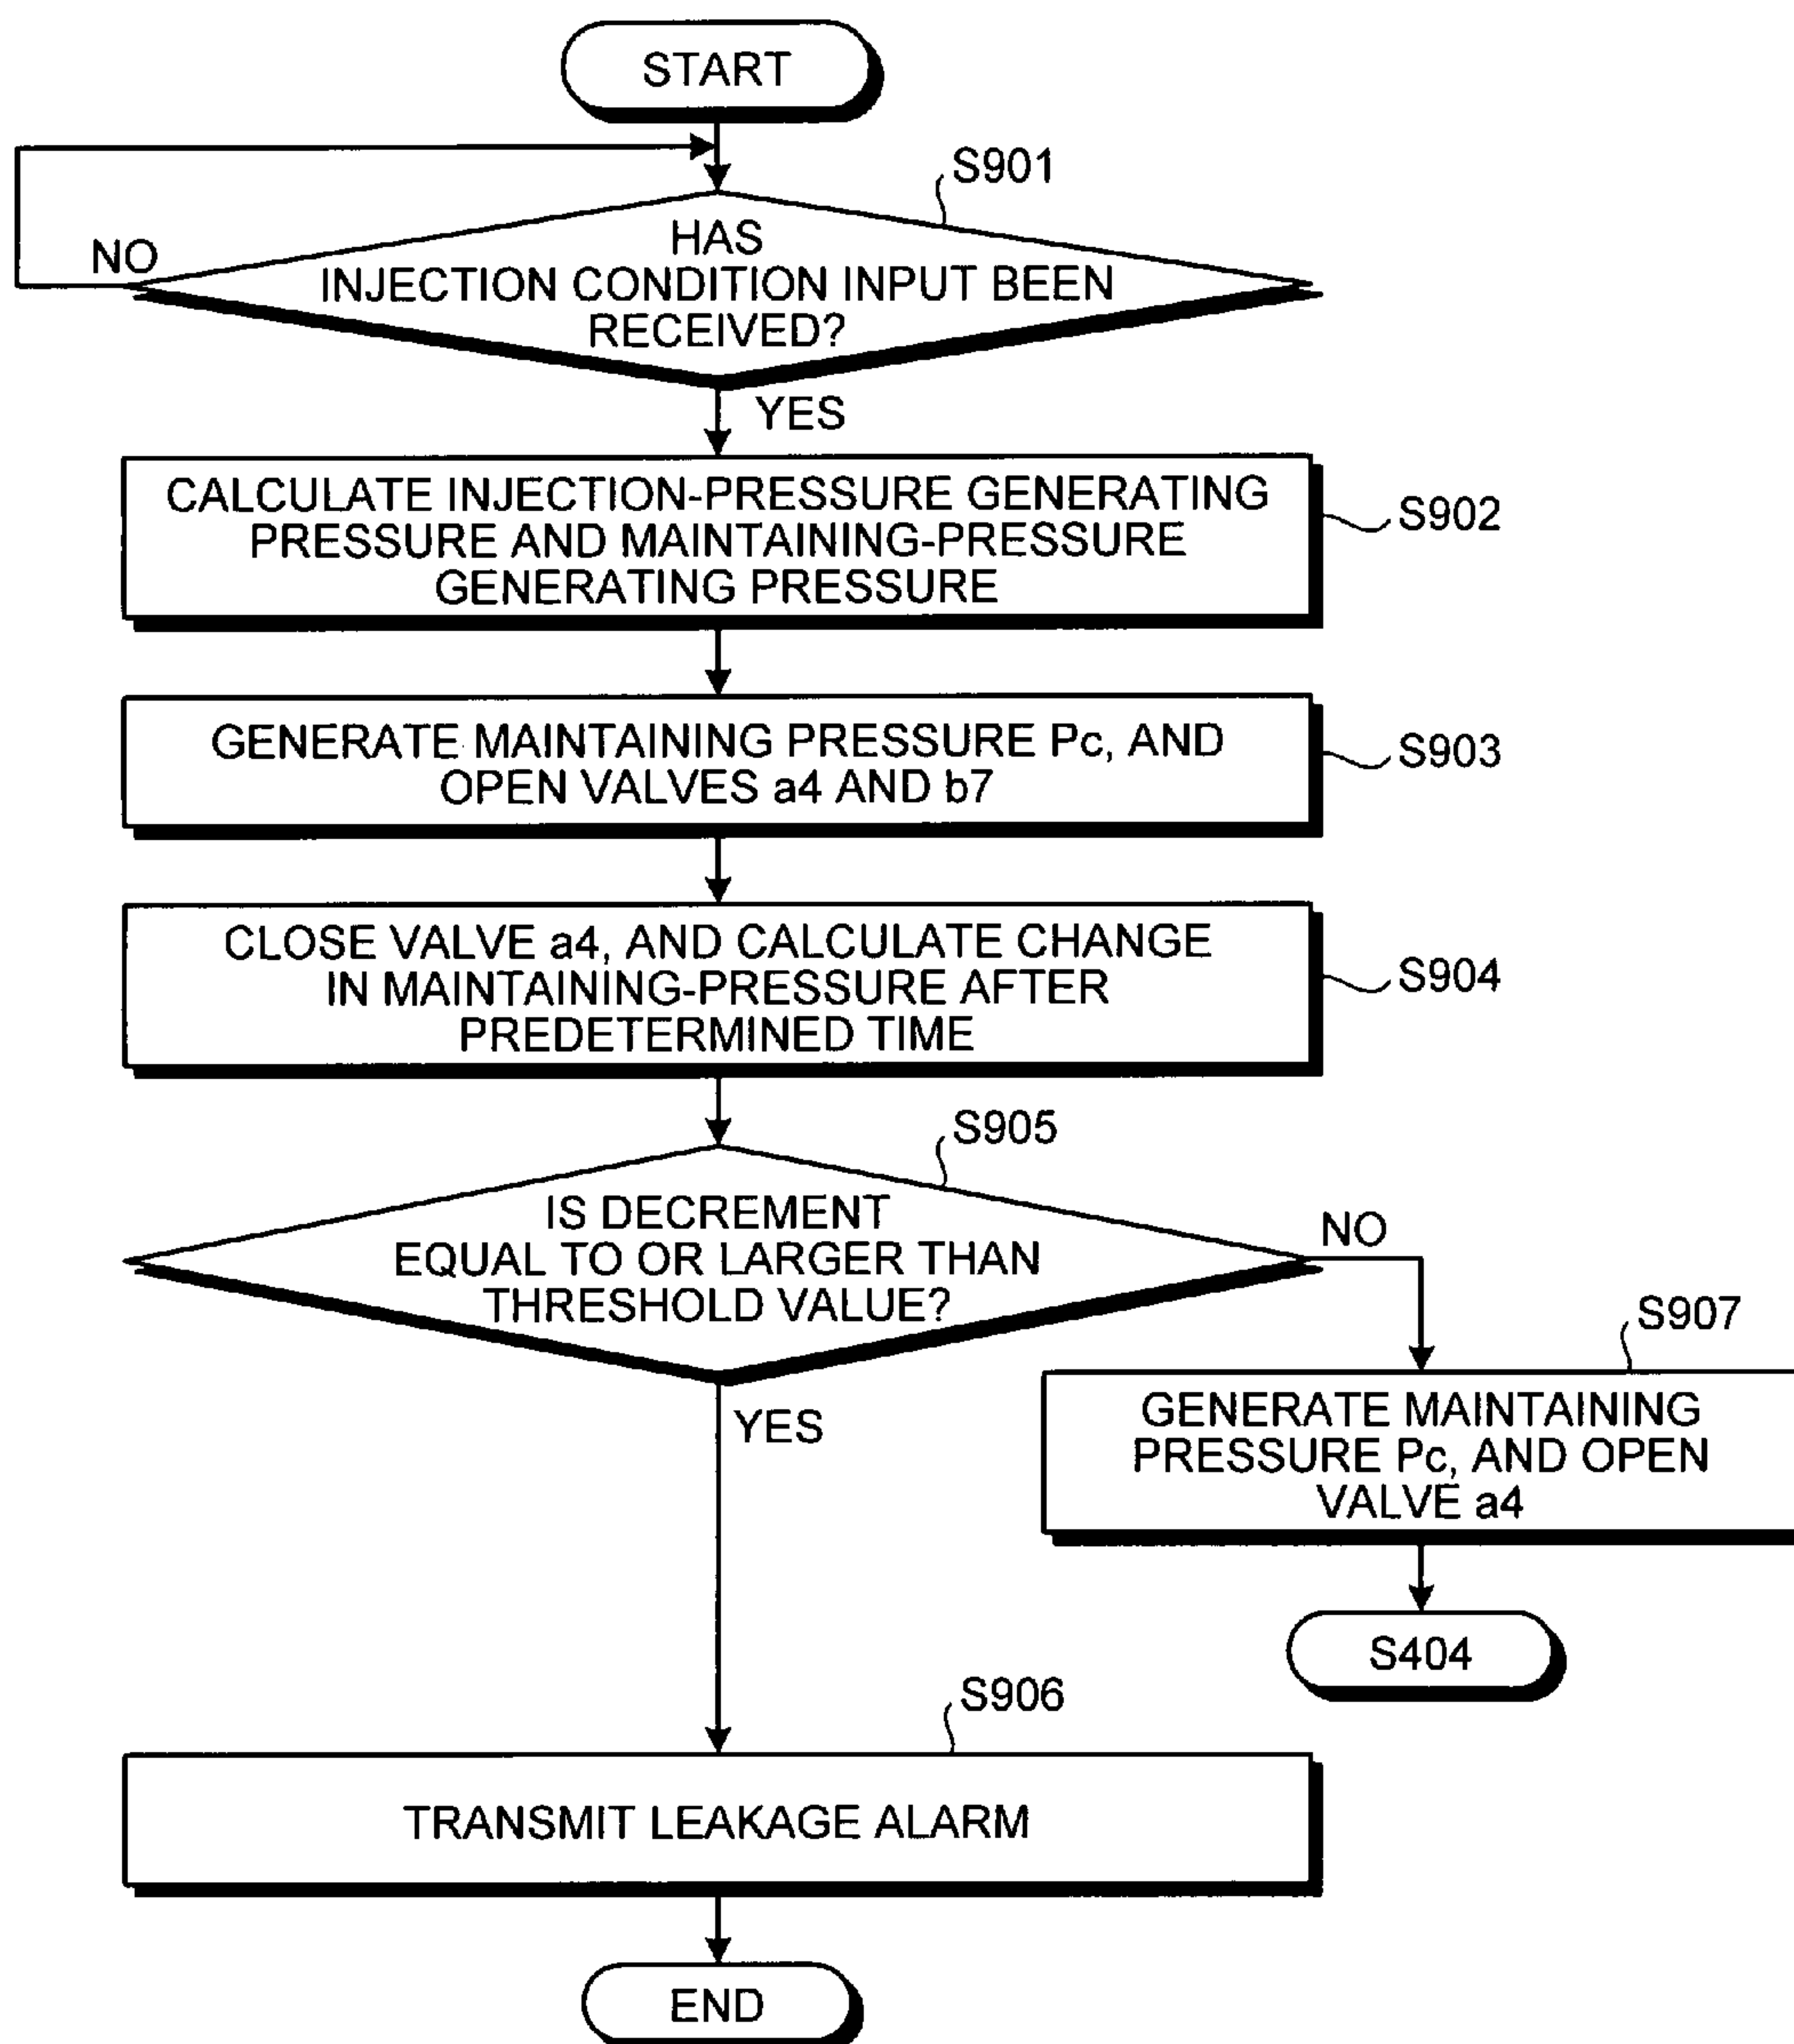 START
S901
NO
HAS
INJECTION CONDITION INPUT BEEN
RECEIVED?
YES
CALCULATE INJECTION-PRESSURE GENERATING
PRESSURE AND MAINTAINING-PRESSURE
GENERATING PRESSURE
S902
GENERATE MAINTAINING PRESSURE Pc, AND
OPEN VALVES a4 AND b7
S903
CLOSE VALVE a4, AND CALCULATE CHANGE
IN MAINTAINING-PRESSURE AFTER
PREDETERMINED TIME
S904
S905
IS DECREMENT
EQUAL TO OR LARGER THAN
THRESHOLD VALUE?
NO
YES
S907
GENERATE MAINTAINING
PRESSURE Pc, AND OPEN
VALVE a4
S404
S906
TRANSMIT LEAKAGE ALARM
END